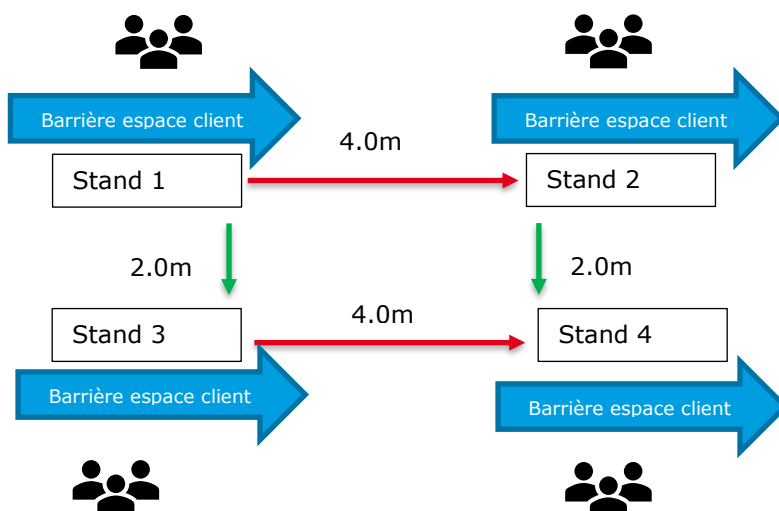 Barrière espace client
Barrière espace client
4.0m
Stand 1
Stand 2
2.0m
2.0m
4.0m
Stand 3
Stand 4
Barrière espace client
Barrière espace client